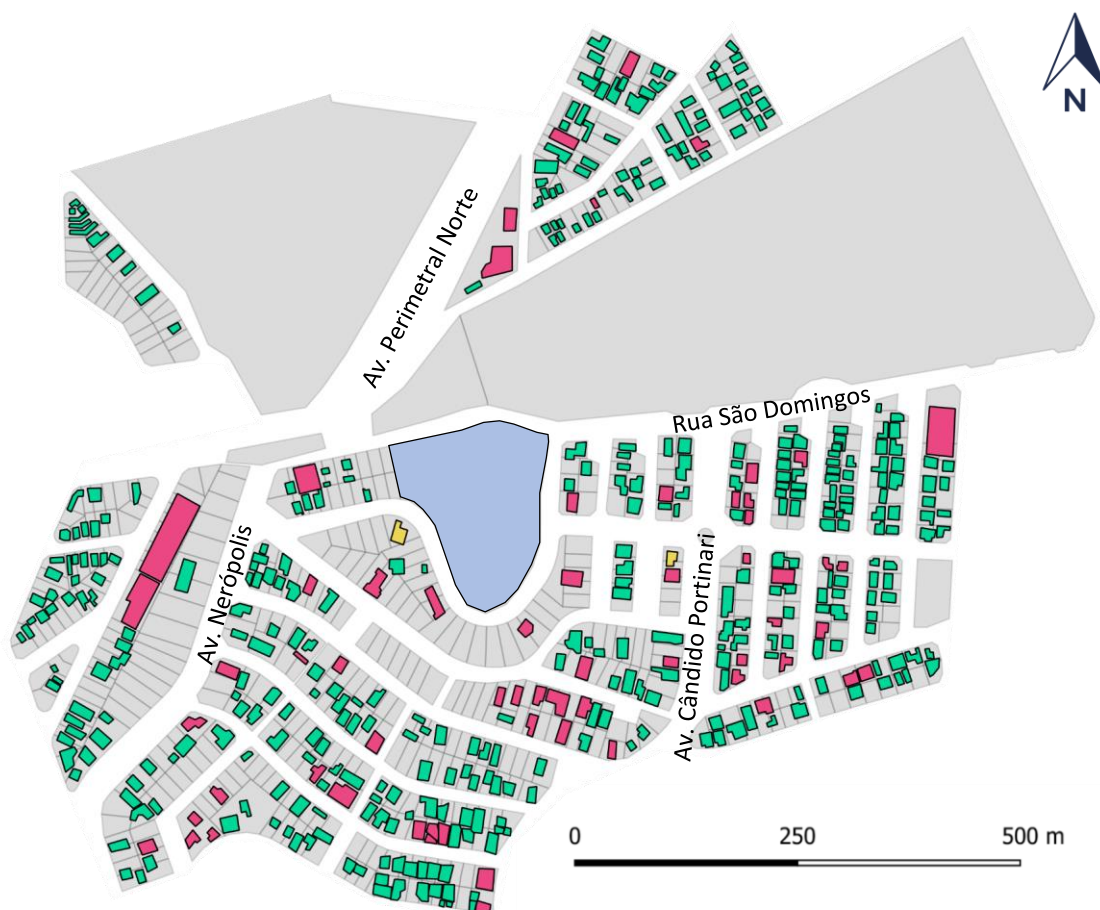 N
Av. Perimetral Norte
Rua São Domingos
Av. Nerópolis
Av. Cândido Portinari
0 250 500 m